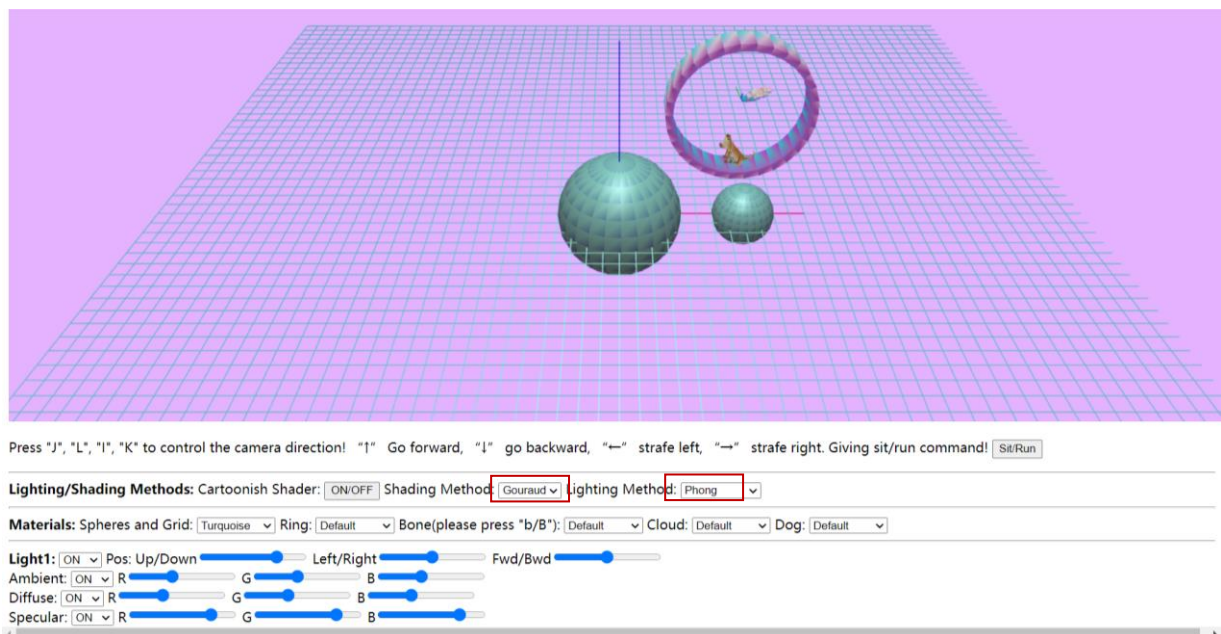 Press "J", "L", "I", "K" to control the camera direction! "↑" Go forward, "↓" go backward, "←" strafe left, "→" strafe right. Giving sit/run command! Sit/Run
Lighting/Shading Methods: Cartoonish Shader: ON/OFF Shading Method: Gouraud Lighting Method: Phong
Materials: Spheres and Grid: Turquoise Ring: Default Bone(please press "b/B"): Default Cloud: Default Dog: Default
Light1: ON Pos: Up/Down Left/Right Fwd/Bwd
Ambient: ON R G B
Diffuse: ON R G B
Specular: ON R G B